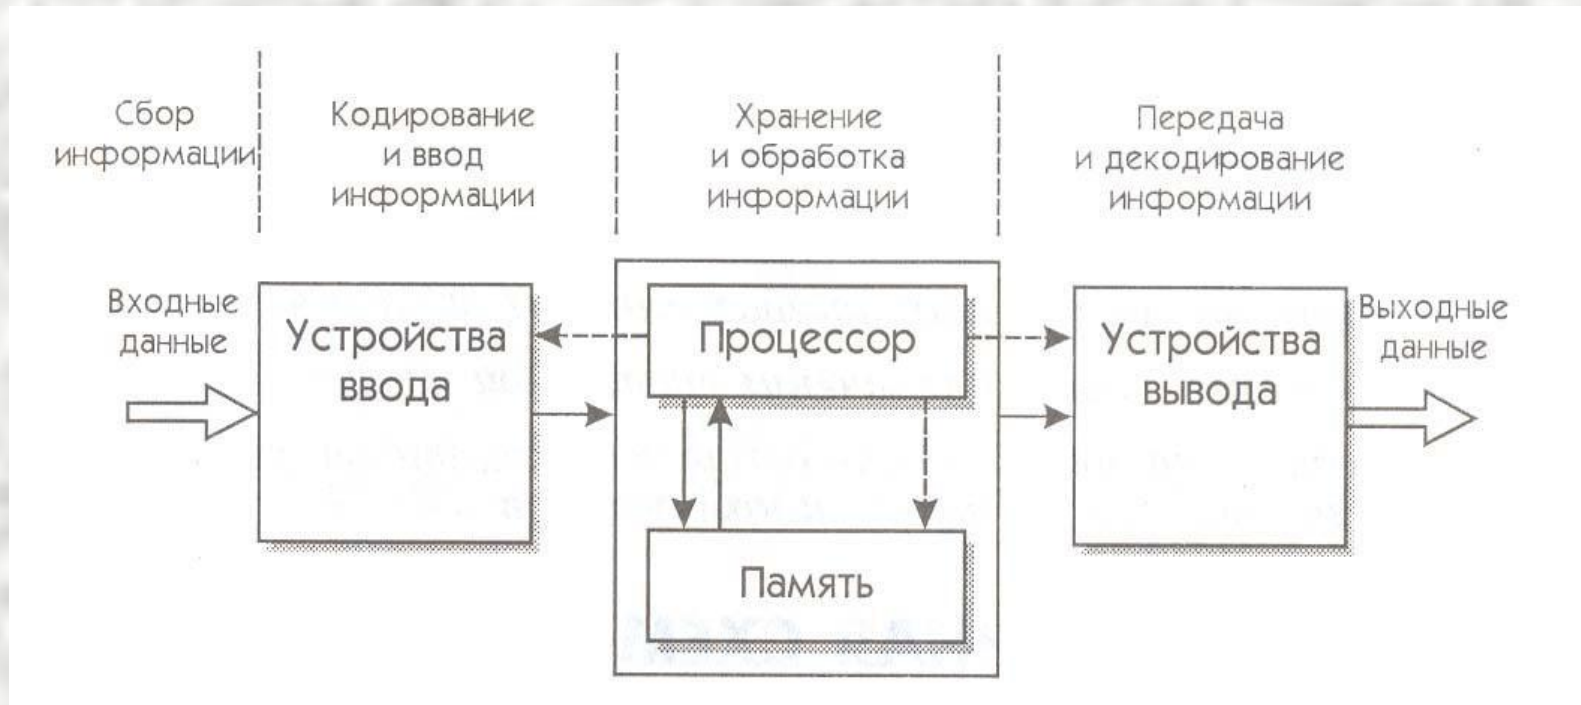 Сбор
информации
Кодирование
и ввод
информации
Хранение
и обработка
информации
Передача
и декодирование
информации
Входные
данные
Устройства
ввода
Процессор
Память
Устройства
вывода
Выходные
данные